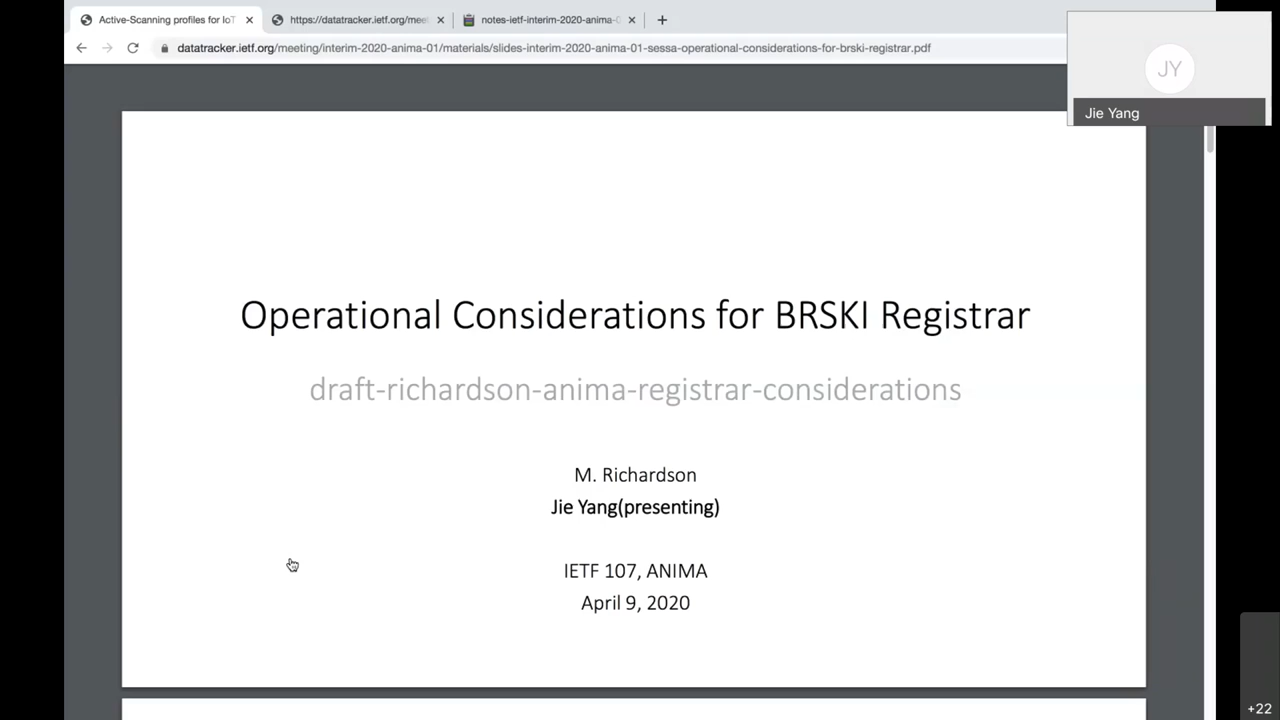 Active-Scanning profiles for IoT
https://datatracker.ietf.org/mee
notes-ietf-interim-2020-anima-0
datatracker.ietf.org/meeting/interim-2020-anima-01/materials/slides-interim-2020-anima-01-sessa-operational-considerations-for-brski-registrar.pdf
JY
Jie Yang
Operational Considerations for BRSKI Registrar
draft-richardson-anima-registrar-considerations
M. Richardson
Jie Yang(presenting)
IETF 107, ANIMA
April 9, 2020
+22